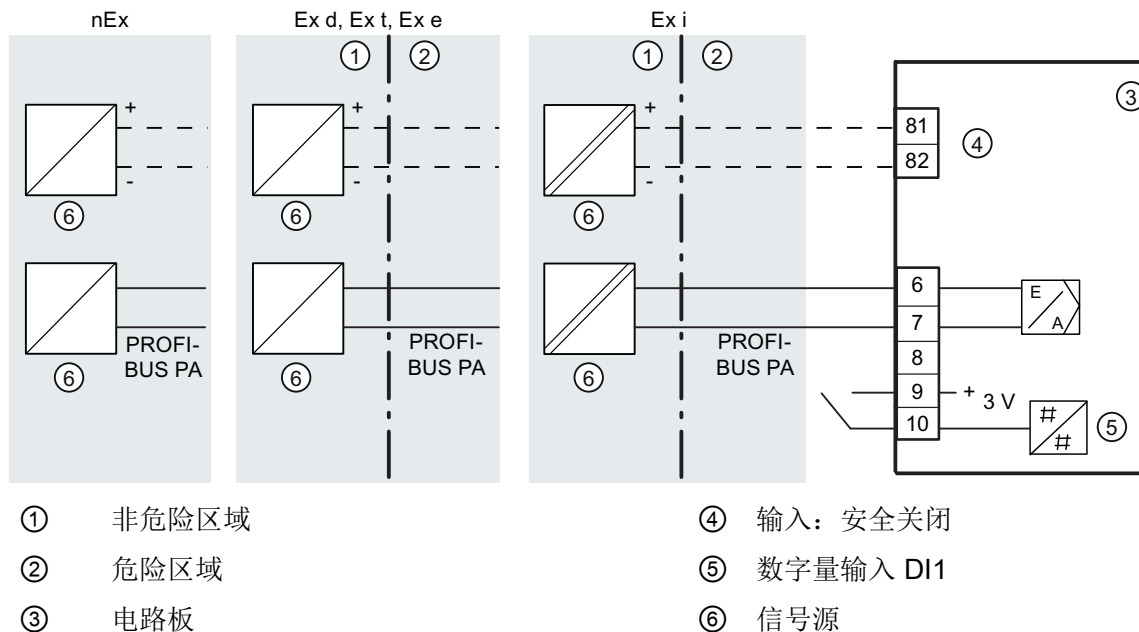 nEx
Ex d, Ex t, Ex e
Ex i
① ②
① ②
③
+
+
+
81
82
④
-
-
-
⑥
⑥
⑥
6
7
8
9
10
E
A
PROFI-
BUS PA
PROFI-
BUS PA
PROFI-
BUS PA
⑥
⑥
⑥
+ 3 V
#
#
⑤
① 非危险区域
② 危险区域
③ 电路板
④ 输入：安全关闭
⑤ 数字量输入 DI1
⑥ 信号源